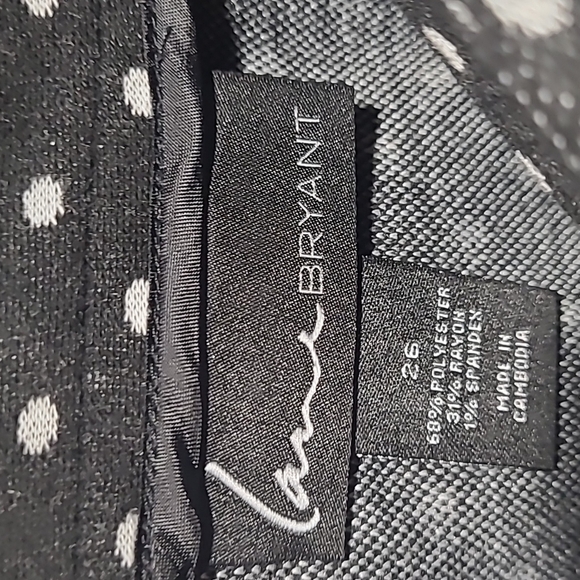 Lane BRYANT
26
68% POLYESTER
31% RAYON
1% SPANDEX
MADE IN
CAMBODIA